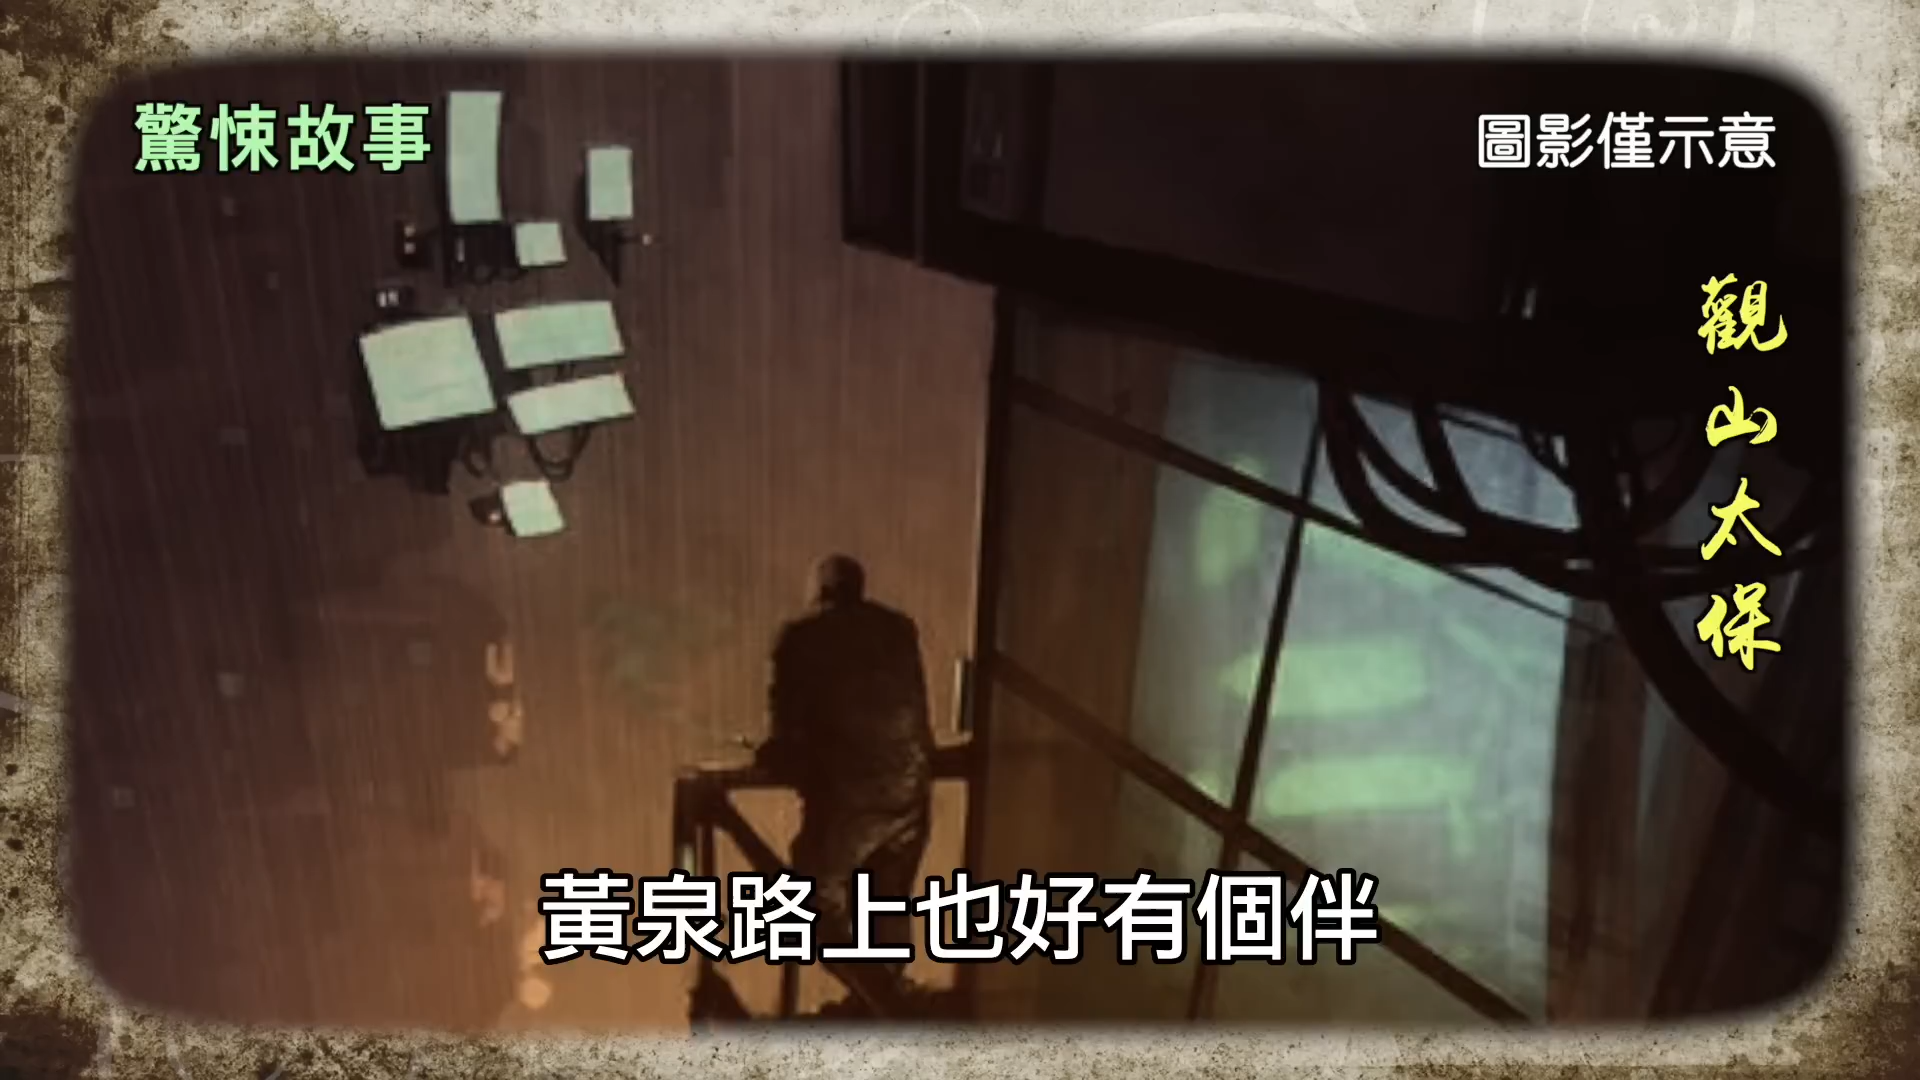 驚悚故事
圖影僅示意
觀山太保
黃泉路上也好有個伴